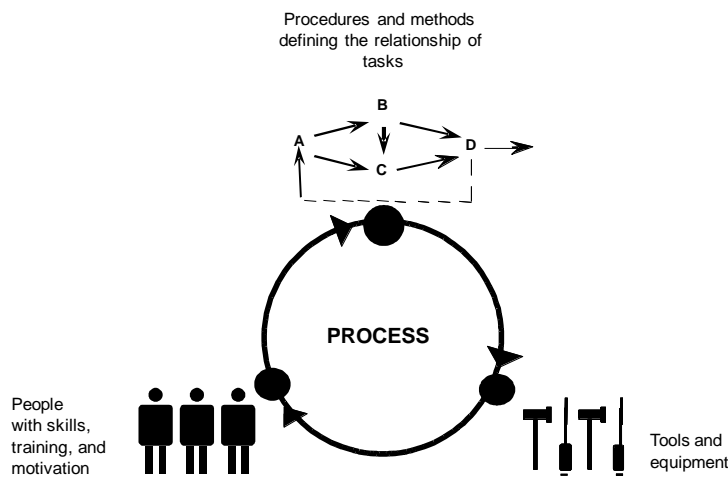 Procedures and methods
defining the relationship of
tasks
B
A
D
C
PROCESS
People
with skills,
training, and
motivation
Tools and
equipment